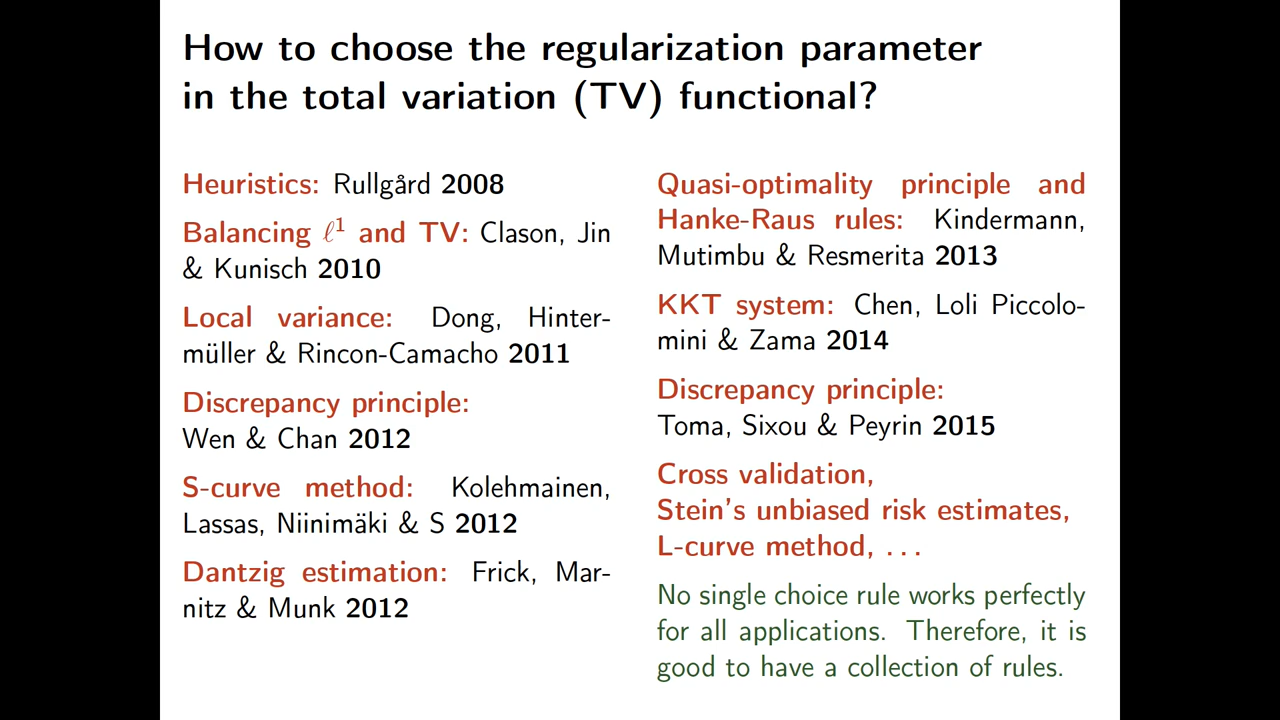 How to choose the regularization parameter
in the total variation (TV) functional?
Heuristics: Rullgård 2008
Balancing ℓ¹ and TV: Clason, Jin
& Kunisch 2010
Local variance: Dong, Hinter-
müller & Rincon-Camacho 2011
Discrepancy principle:
Wen & Chan 2012
S-curve method: Kolehmainen,
Lassas, Niinimäki & S 2012
Dantzig estimation: Frick, Mar-
nitz & Munk 2012
Quasi-optimality principle and
Hanke-Raus rules: Kindermann,
Mutimbu & Resmerita 2013
KKT system: Chen, Loli Piccolo-
mini & Zama 2014
Discrepancy principle:
Toma, Sixou & Peyrin 2015
Cross validation,
Stein's unbiased risk estimates,
L-curve method, . . .
No single choice rule works perfectly
for all applications. Therefore, it is
good to have a collection of rules.